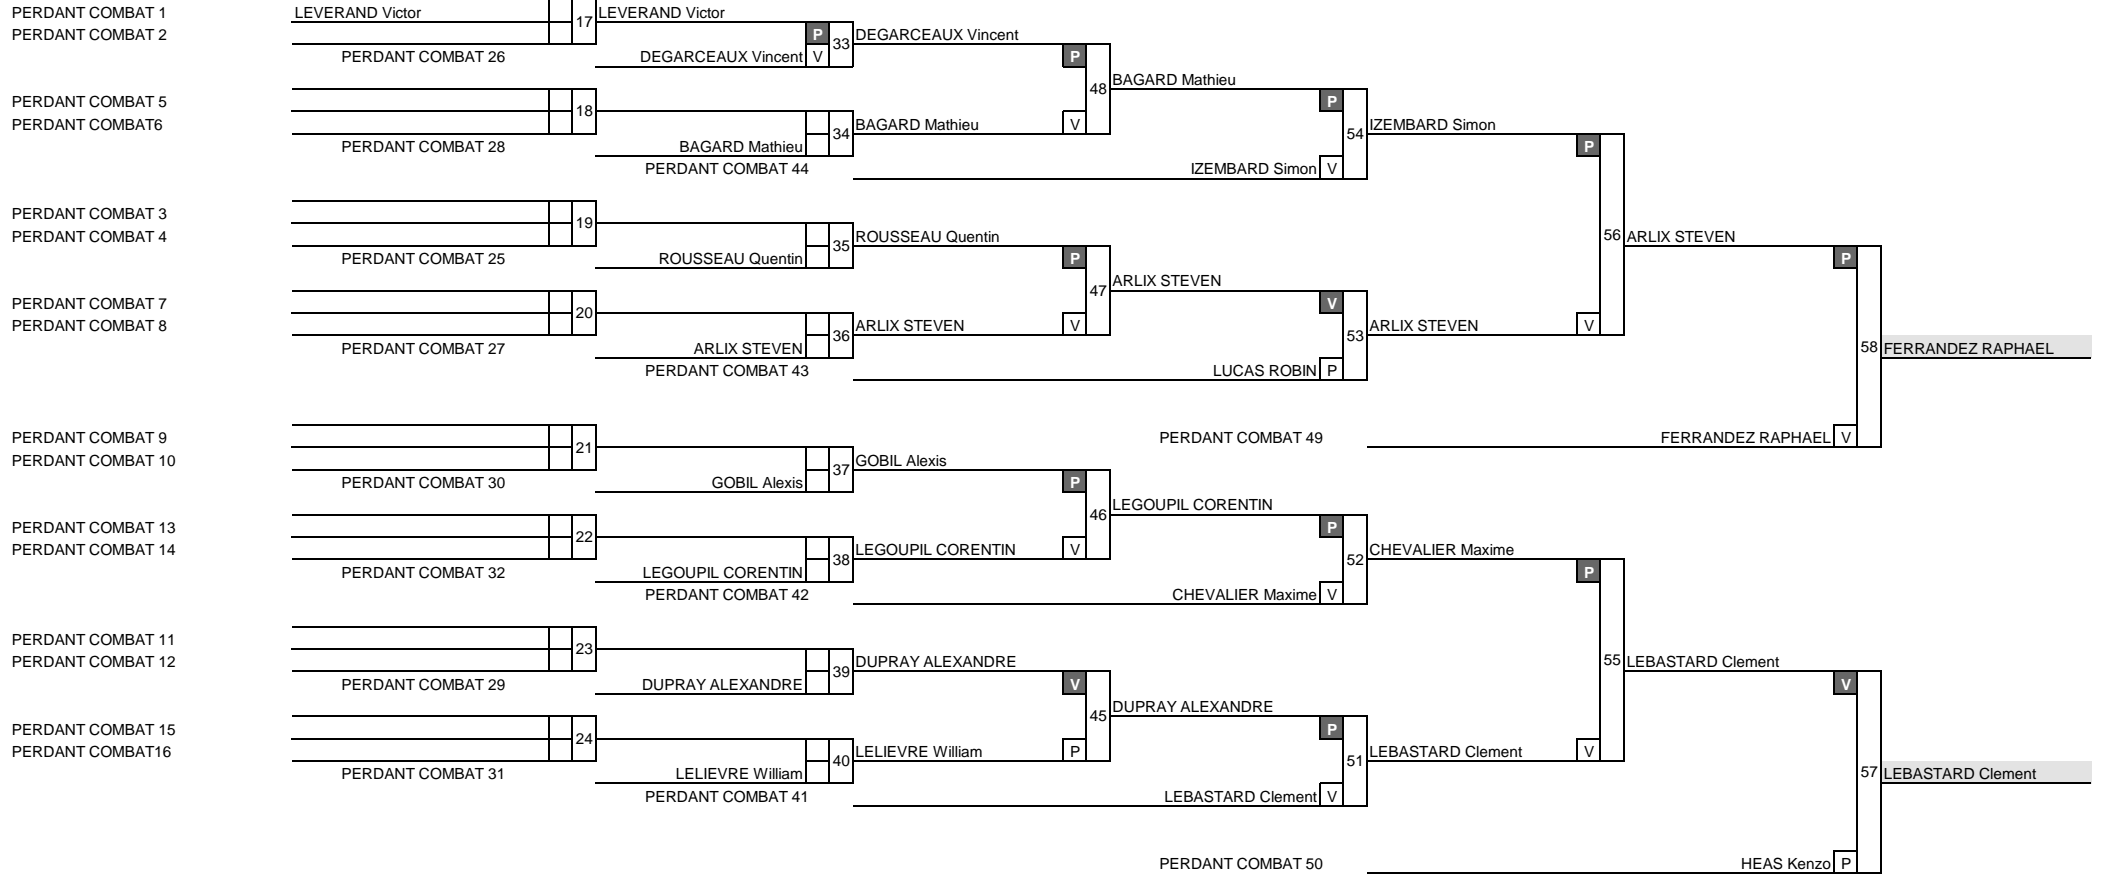 PERDANT COMBAT 1 LEVERAND Victor 17 LEVERAND Victor
PERDANT COMBAT 2 P 33 DEGARCEAUX Vincent
PERDANT COMBAT 26 DEGARCEAUX Vincent V P
48 BAGARD Mathieu
PERDANT COMBAT 5 18 P
PERDANT COMBAT6 34 BAGARD Mathieu V 54 IZEMBARD Simon
PERDANT COMBAT 28 BAGARD Mathieu P
PERDANT COMBAT 44 IZEMBARD Simon V
PERDANT COMBAT 3 19
PERDANT COMBAT 4 35 ROUSSEAU Quentin 56 ARLIX STEVEN
PERDANT COMBAT 25 ROUSSEAU Quentin P P
47 ARLIX STEVEN
PERDANT COMBAT 7 20 V
PERDANT COMBAT 8 36 ARLIX STEVEN V 53 ARLIX STEVEN V
PERDANT COMBAT 27 ARLIX STEVEN 58 FERRANDEZ RAPHAEL
PERDANT COMBAT 43 LUCAS ROBIN P
PERDANT COMBAT 9 21 PERDANT COMBAT 49 FERRANDEZ RAPHAEL V
PERDANT COMBAT 10 37 GOBIL Alexis
PERDANT COMBAT 30 GOBIL Alexis P
46 LEGOUPIL CORENTIN
PERDANT COMBAT 13 22 P
PERDANT COMBAT 14 38 LEGOUPIL CORENTIN V 52 CHEVALIER Maxime
PERDANT COMBAT 32 LEGOUPIL CORENTIN P
PERDANT COMBAT 42 CHEVALIER Maxime V
PERDANT COMBAT 11 23
PERDANT COMBAT 12 39 DUPRAY ALEXANDRE 55 LEBASTARD Clement
PERDANT COMBAT 29 DUPRAY ALEXANDRE V V
45 DUPRAY ALEXANDRE
PERDANT COMBAT 15 24 P
PERDANT COMBAT16 40 LELIEVRE William P 51 LEBASTARD Clement V
PERDANT COMBAT 31 LELIEVRE William 57 LEBASTARD Clement
PERDANT COMBAT 41 LEBASTARD Clement V
PERDANT COMBAT 50 HEAS Kenzo P